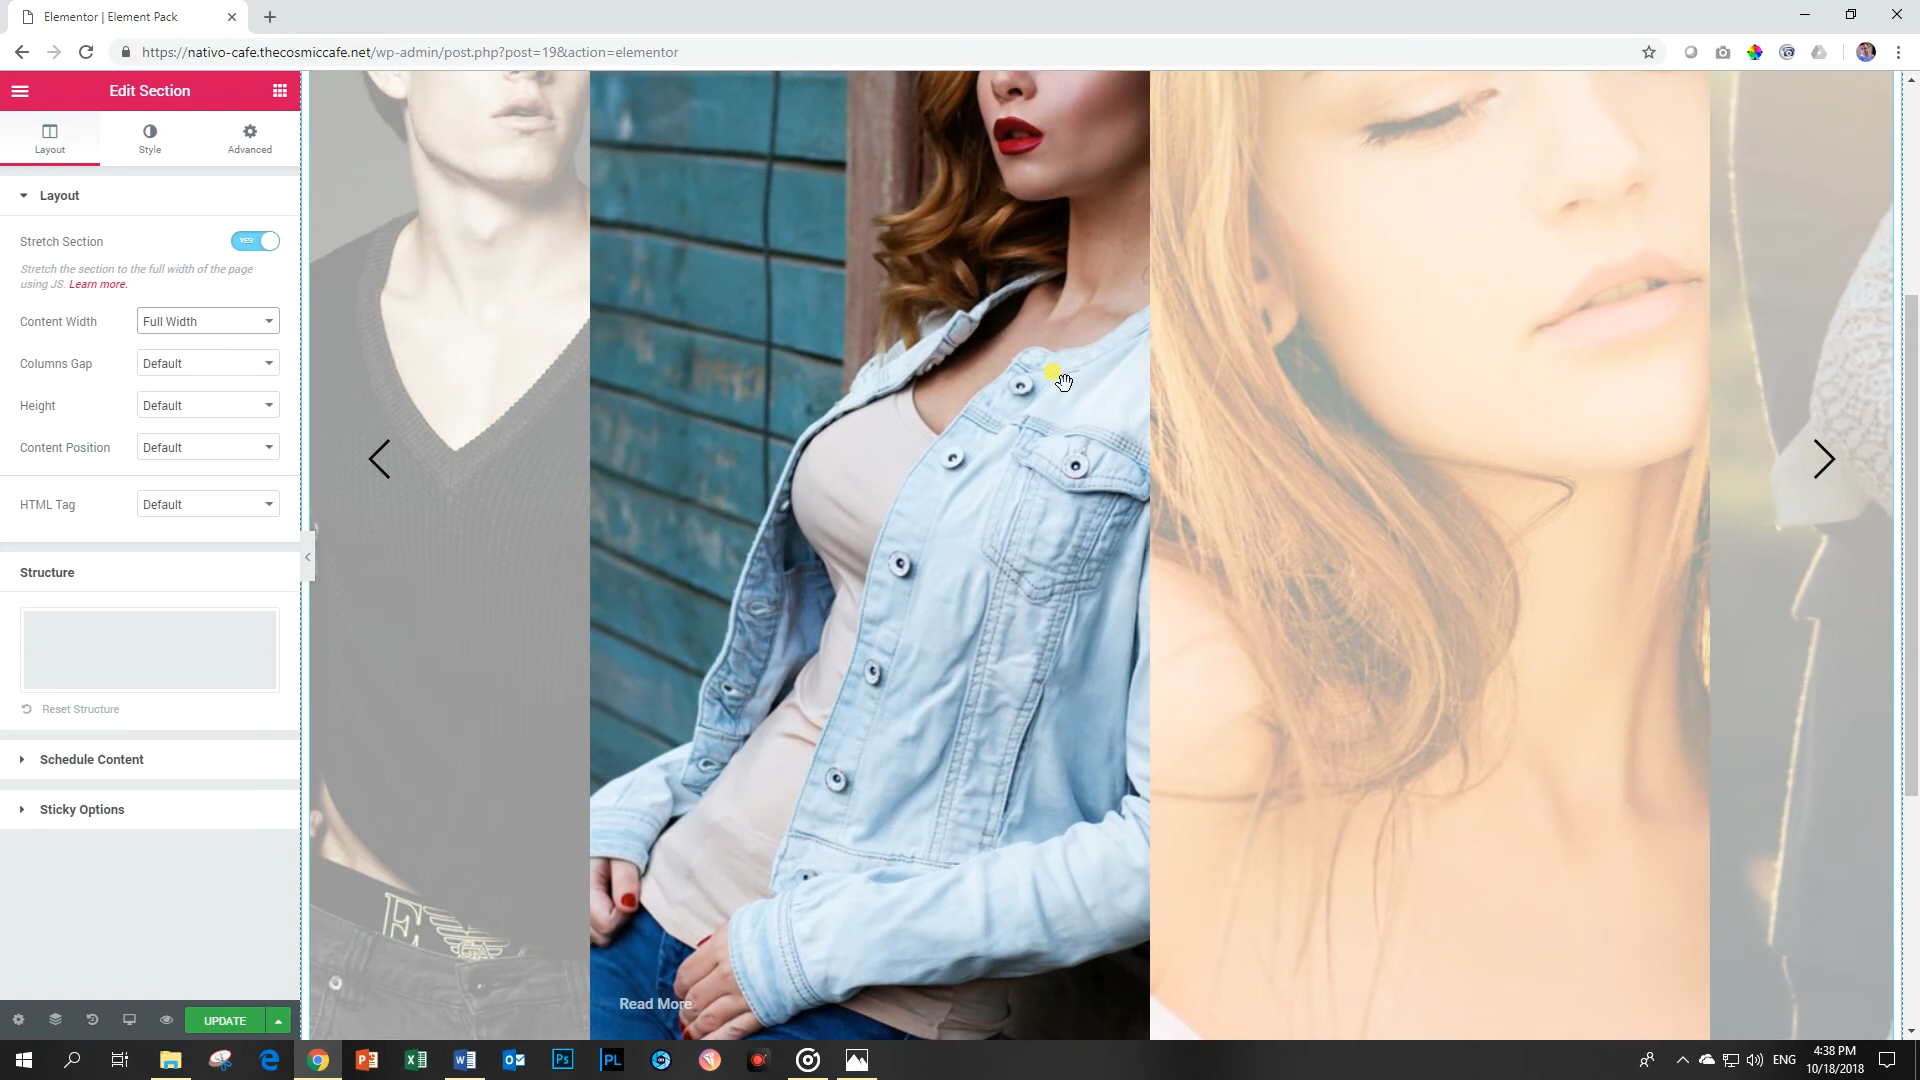 Elementor | Element Pack
https://nativo-cafe.thecosmiccafe.net/wp-admin/post.php?post=19&action=elementor
Edit Section
Layout
Style
Advanced
Layout
Stretch Section
YES
Stretch the section to the full width of the page
using JS. Learn more.
Content Width
Full Width
Columns Gap
Default
Height
Default
Content Position
Default
HTML Tag
Default
Structure
Reset Structure
Schedule Content
Sticky Options
Read More
UPDATE
Ps
PL
ENG
4:38 PM
10/18/2018